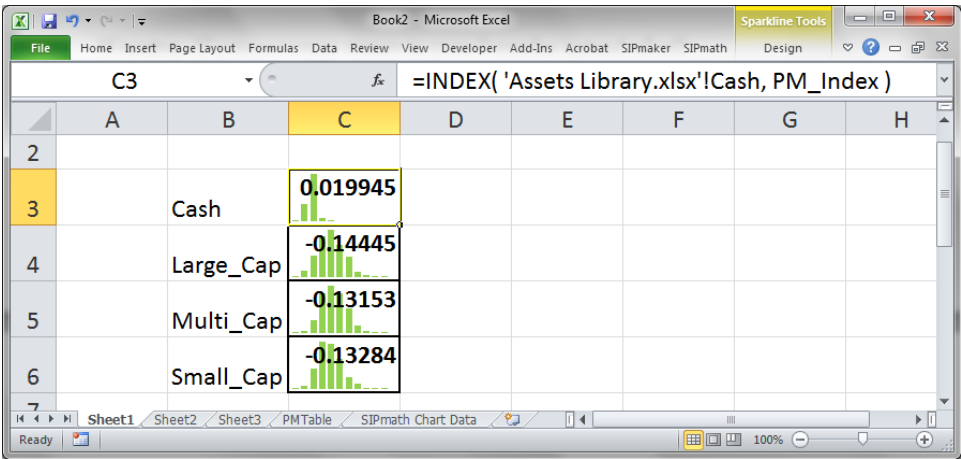 Book2 - Microsoft Excel
Sparkline Tools
File Home Insert Page Layout Formulas Data Review View Developer Add-Ins Acrobat SIPmaker SIPmath Design
C3 fx =INDEX( 'Assets Library.xlsx'!Cash, PM_Index )
A B C D E F G H
2
3 Cash 0.019945
4 Large_Cap -0.14445
5 Multi_Cap -0.13153
6 Small_Cap -0.13284
7
Sheet1 Sheet2 Sheet3 PMTable SIPmath Chart Data
Ready 100%